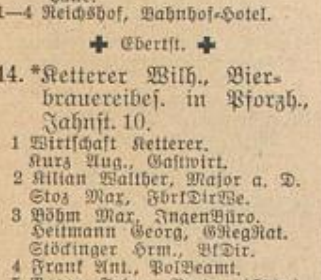 1—4 Reichshof, Bahnhof-Hotel.
✚ Ebertst. ✚
14. *Ketterer Wilh., Bier-
brauereibes. in Pforzh.,
Jahnst. 10.
1 Wirtschaft Ketterer.
Kurz Aug., Gastwirt.
2 Kilian Walther, Major a. D.
Stoz Max, FbrkDirWe.
3 Böhm Max, IngenBüro.
Heitmann Georg, GRegRat.
Stöckinger Hrm., BkDir.
4 Frank Ant., PolBeamt.